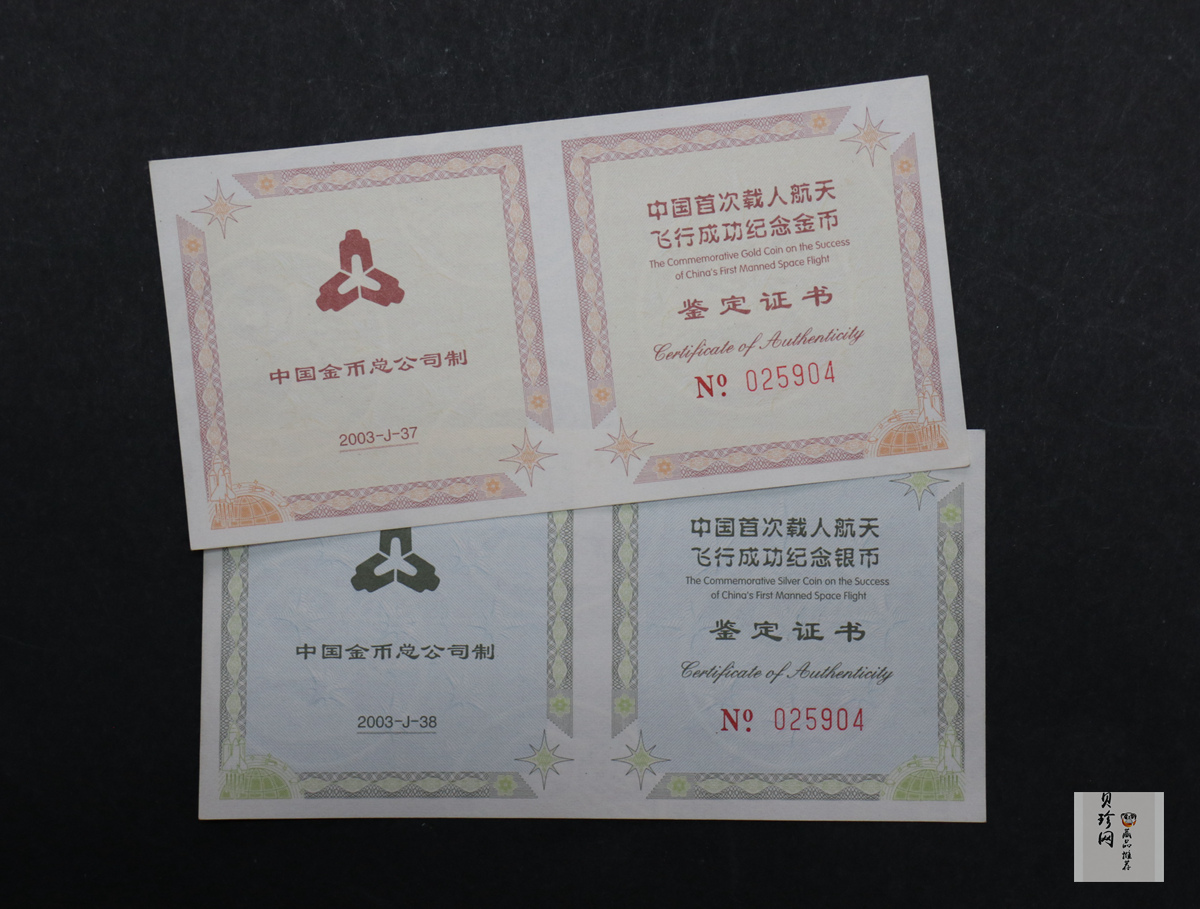 中国金币总公司制
2003-J-37
中国首次载人航天
飞行成功纪念金币
The Commemorative Gold Coin on the Success
of China's First Manned Space Flight
鉴定证书
Certificate of Authenticity
Nº 025904
中国金币总公司制
2003-J-38
中国首次载人航天
飞行成功纪念银币
The Commemorative Silver Coin on the Success
of China's First Manned Space Flight
鉴定证书
Certificate of Authenticity
Nº 025904
贝珍网
藏品推荐